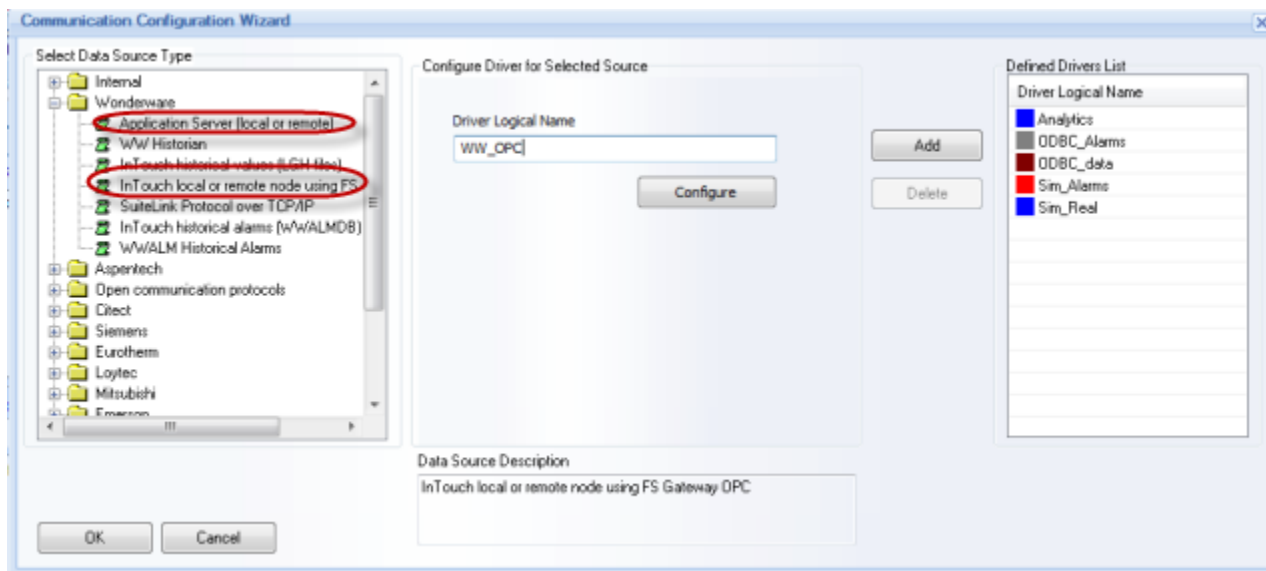 Communication Configuration Wizard
Select Data Source Type
Internal
Wonderware
Application Server (local or remote)
WW Historian
InTouch historical values (LGH files)
InTouch local or remote node using FS
SuiteLink Protocol over TCP/IP
InTouch historical alarms (WWALMDB)
WWALM Historical Alarms
Aspentech
Open communication protocols
Citect
Siemens
Eurotherm
Loytec
Mitsubishi
Emerson
OK
Cancel
Configure Driver for Selected Source
Driver Logical Name
WW_OPC
Configure
Add
Delete
Data Source Description
InTouch local or remote node using FS Gateway OPC
Defined Drivers List
Driver Logical Name
Analytics
ODBC_Alarms
ODBC_data
Sim_Alarms
Sim_Real